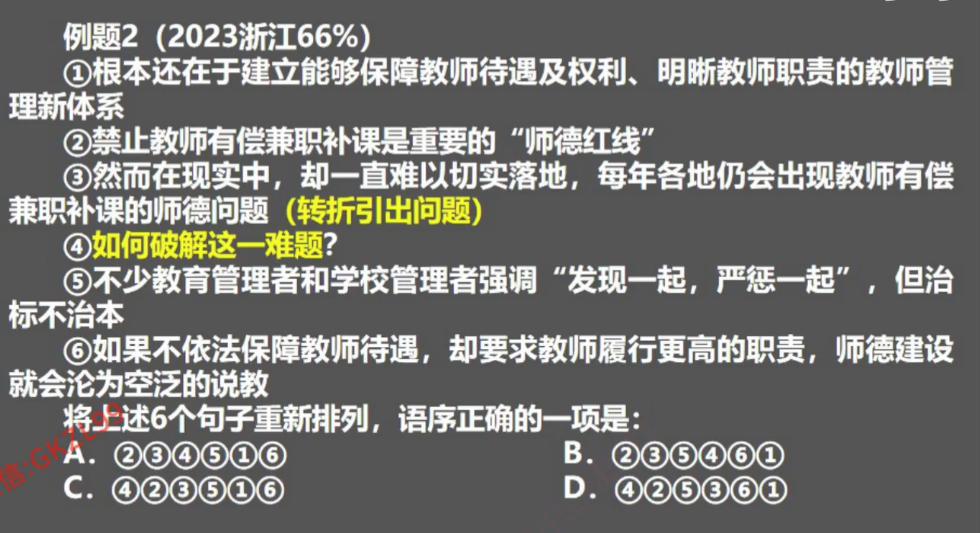 例题2（2023浙江66%）
①根本还在于建立能够保障教师待遇及权利、明晰教师职责的教师管
理新体系
②禁止教师有偿兼职补课是重要的“师德红线”
③然而在现实中，却一直难以切实落地，每年各地仍会出现教师有偿
兼职补课的师德问题（转折引出问题）
④如何破解这一难题？
⑤不少教育管理者和学校管理者强调“发现一起，严惩一起”，但治
标不治本
⑥如果不依法保障教师待遇，却要求教师履行更高的职责，师德建设
就会沦为空泛的说教
将上述6个句子重新排列，语序正确的一项是：
A．②③④⑤①⑥ B．②③⑤④⑥①
C．④②③⑤①⑥ D．④②⑤③⑥①